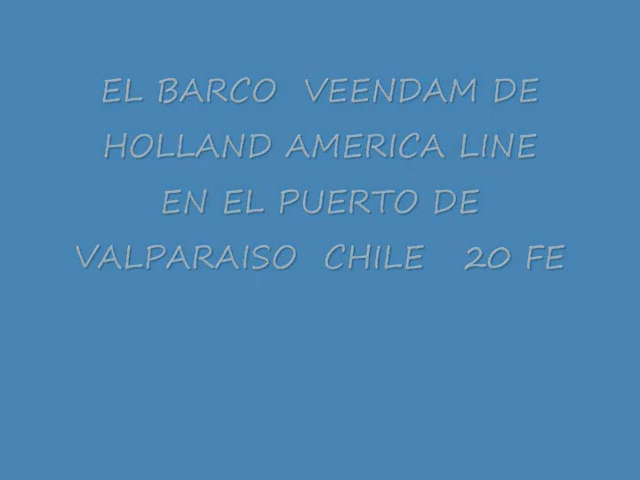 EL BARCO VEENDAM DE
HOLLAND AMERICA LINE
EN EL PUERTO DE
VALPARAISO CHILE 20 FE